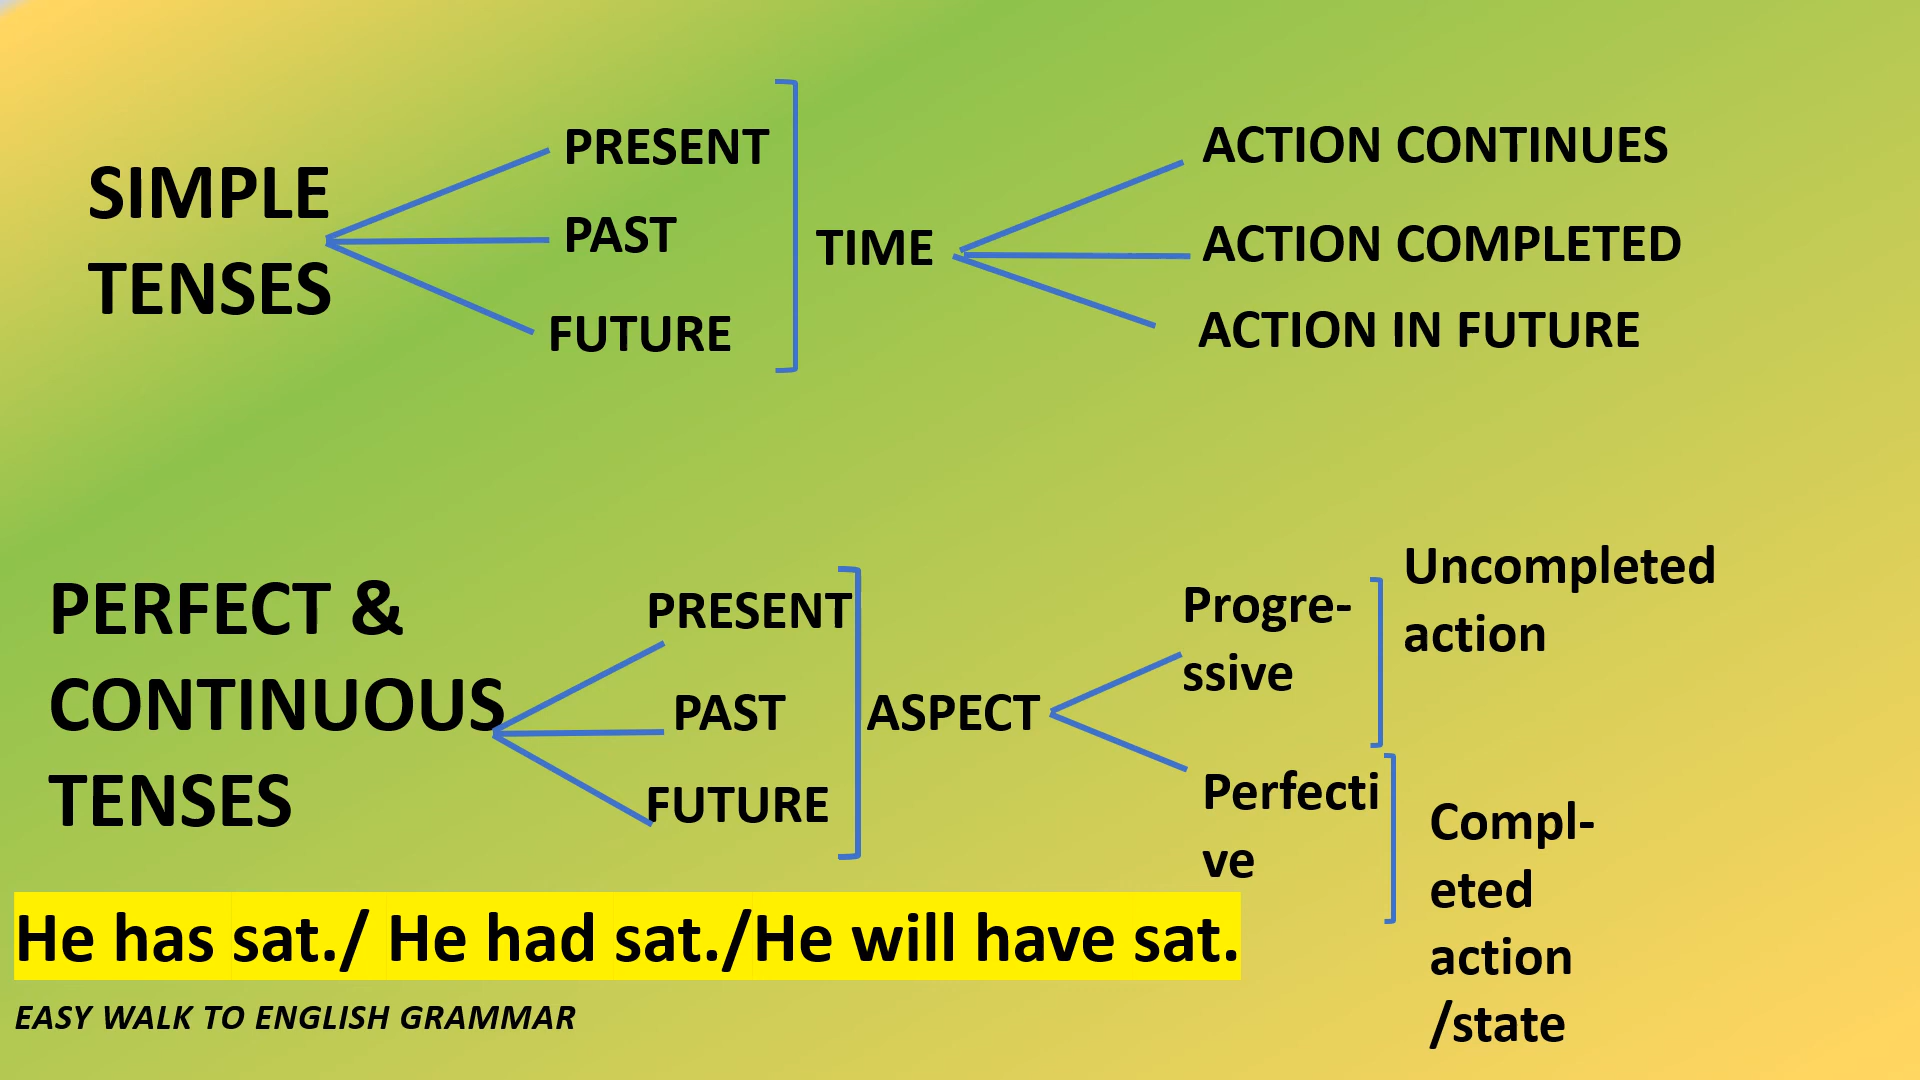 SIMPLE
TENSES
PRESENT
PAST
FUTURE
TIME
ACTION CONTINUES
ACTION COMPLETED
ACTION IN FUTURE
PERFECT &
CONTINUOUS
TENSES
PRESENT
PAST
FUTURE
ASPECT
Progre-
ssive
Uncompleted
action
Perfecti
ve
Compl-
eted
action
/state
He has sat./ He had sat./He will have sat.
EASY WALK TO ENGLISH GRAMMAR